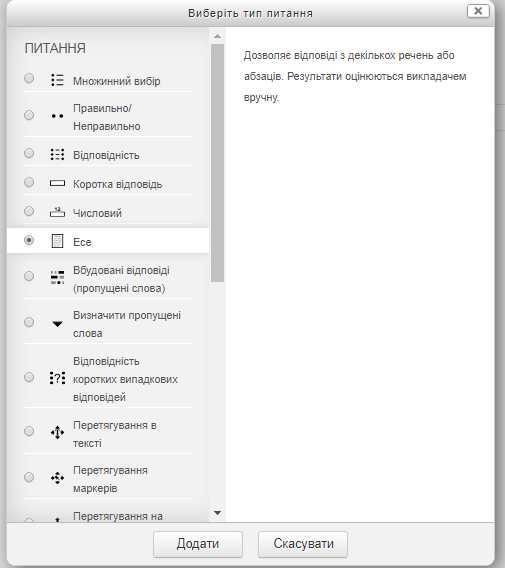 Виберіть тип питання
ПИТАННЯ
Множинний вибір
Правильно/
Неправильно
Відповідність
Коротка відповідь
12
Числовий
Есе
Вбудовані відповіді
(пропущені слова)
Визначити пропущені
слова
?
Відповідність
коротких випадкових
відповідей
Перетягування в
тексті
Перетягування
маркерів
Перетягування на
Дозволяє відповіді з декількох речень або
абзаців. Результати оцінюються викладачем
вручну.
Додати
Скасувати